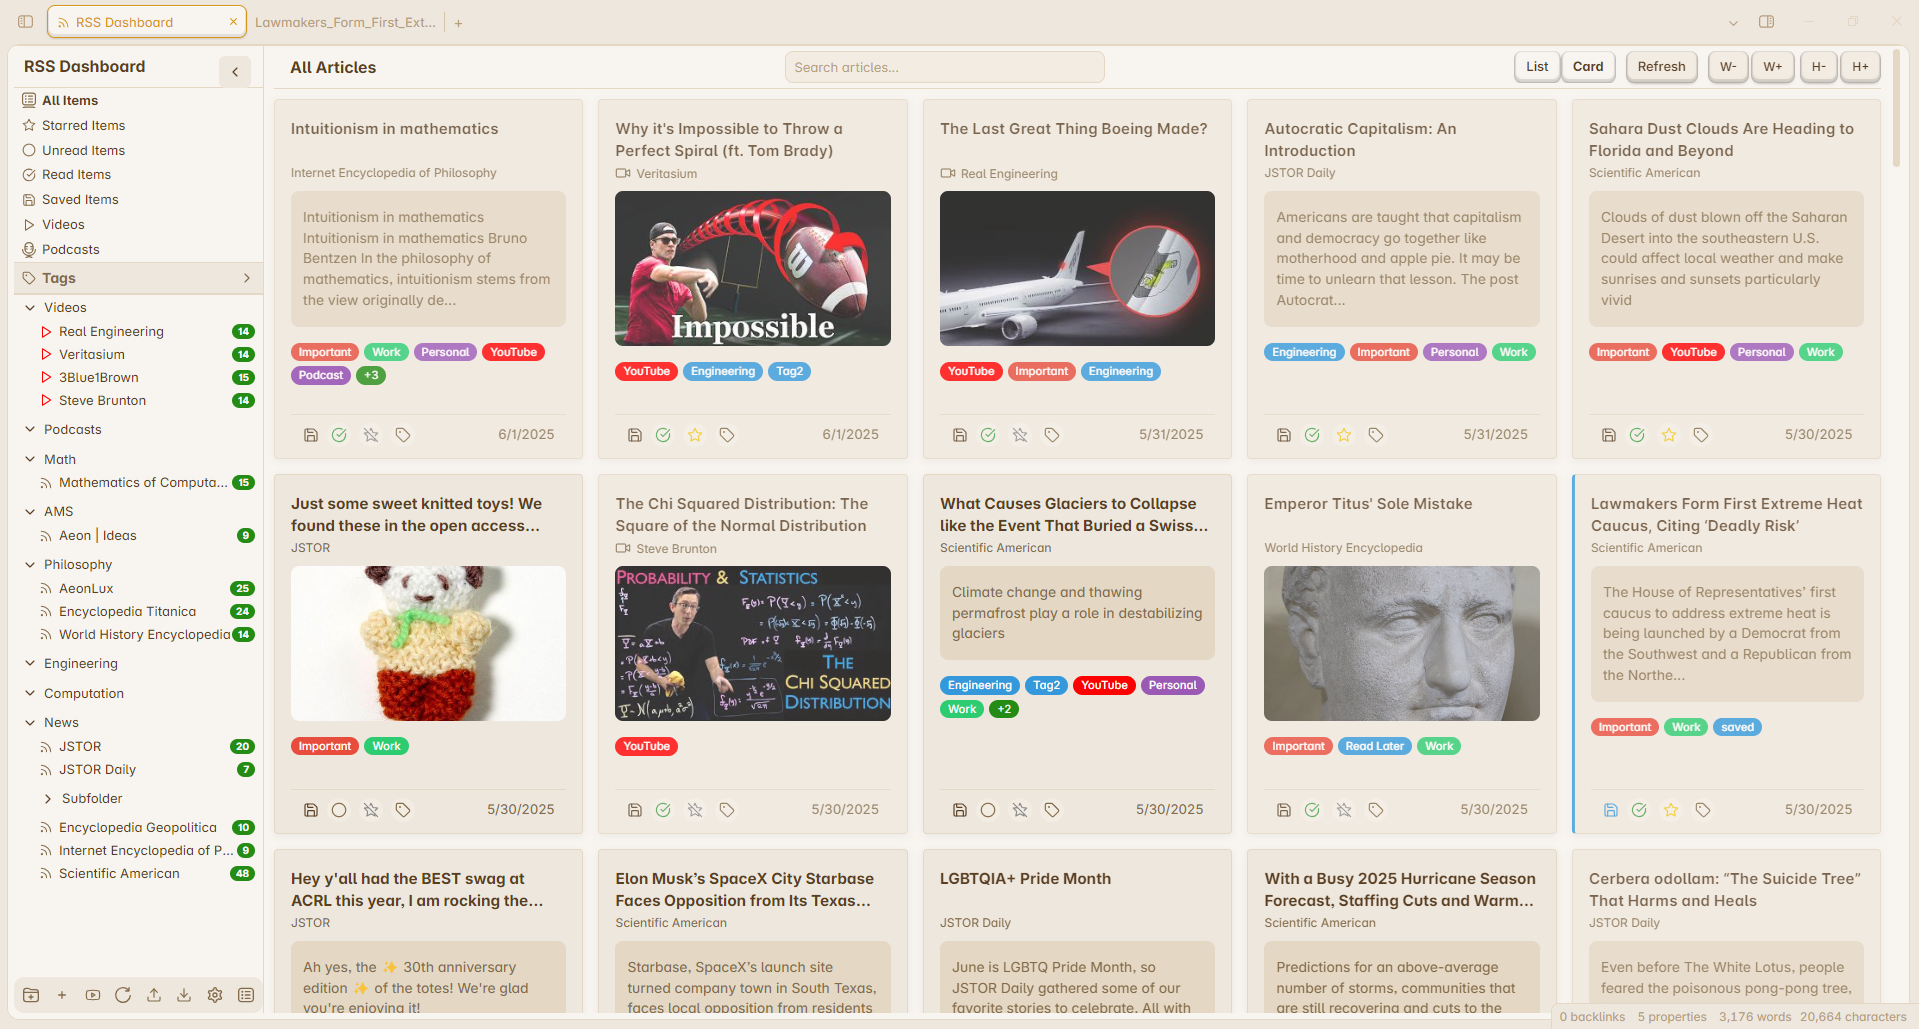 RSS Dashboard
Lawmakers_Form_First_Ext...
RSS Dashboard
All Items
Starred Items
Unread Items
Read Items
Saved Items
Videos
Podcasts
Tags
Videos
Real Engineering 14
Veritasium 14
3Blue1Brown 15
Steve Brunton 14
Podcasts
Math
Mathematics of Computa... 15
AMS
Aeon | Ideas 9
Philosophy
AeonLux 25
Encyclopedia Titanica 24
World History Encyclopedia 14
Engineering
Computation
News
JSTOR 20
JSTOR Daily 7
Subfolder
Encyclopedia Geopolitica 10
Internet Encyclopedia of P... 9
Scientific American 48
All Articles
Search articles...
List Card Refresh W- W+ H- H+
Intuitionism in mathematics
Internet Encyclopedia of Philosophy
Intuitionism in mathematics
Intuitionism in mathematics Bruno
Bentzen In the philosophy of
mathematics, intuitionism stems from
the view originally de...
Important Work Personal YouTube
Podcast +3
6/1/2025
Why it's Impossible to Throw a
Perfect Spiral (ft. Tom Brady)
Veritasium
Impossible
YouTube Engineering Tag2
6/1/2025
The Last Great Thing Boeing Made?
Real Engineering
YouTube Important Engineering
5/31/2025
Autocratic Capitalism: An
Introduction
JSTOR Daily
Americans are taught that capitalism
and democracy go together like
motherhood and apple pie. It may be
time to unlearn that lesson. The post
Autocrat...
Engineering Important Personal Work
5/31/2025
Sahara Dust Clouds Are Heading to
Florida and Beyond
Scientific American
Clouds of dust blown off the Saharan
Desert into the southeastern U.S.
could affect local weather and make
sunrises and sunsets particularly
vivid
Important YouTube Personal Work
5/30/2025
Just some sweet knitted toys! We
found these in the open access...
JSTOR
Important Work
5/30/2025
The Chi Squared Distribution: The
Square of the Normal Distribution
Steve Brunton
PROBABILITY & STATISTICS
THE
CHI SQUARED
DISTRIBUTION
YouTube
5/30/2025
What Causes Glaciers to Collapse
like the Event That Buried a Swiss...
Scientific American
Climate change and thawing
permafrost play a role in destabilizing
glaciers
Engineering Tag2 YouTube Personal
Work +2
5/30/2025
Emperor Titus' Sole Mistake
World History Encyclopedia
Important Read Later Work
5/30/2025
Lawmakers Form First Extreme Heat
Caucus, Citing ‘Deadly Risk’
Scientific American
The House of Representatives’ first
caucus to address extreme heat is
being launched by a Democrat from
the Southwest and a Republican from
the Northe...
Important Work saved
5/30/2025
Hey y'all had the BEST swag at
ACRL this year, I am rocking the...
JSTOR
Ah yes, the ✨ 30th anniversary
edition ✨ of the totes! We're glad
you're enjoying it!
Elon Musk’s SpaceX City Starbase
Faces Opposition from Its Texas...
Scientific American
Starbase, SpaceX’s launch site
turned company town in South Texas,
faces local opposition from residents
LGBTQIA+ Pride Month
JSTOR Daily
June is LGBTQ Pride Month, so
JSTOR Daily gathered some of our
favorite stories to celebrate. All with
With a Busy 2025 Hurricane Season
Forecast, Staffing Cuts and Warm...
Scientific American
Predictions for an above-average
number of storms, communities that
are still recovering and cuts to the
Cerbera odollam: “The Suicide Tree”
That Harms and Heals
JSTOR Daily
Even before The White Lotus, people
feared the poisonous pong-pong tree,
0 backlinks 5 properties 3,176 words 20,664 characters